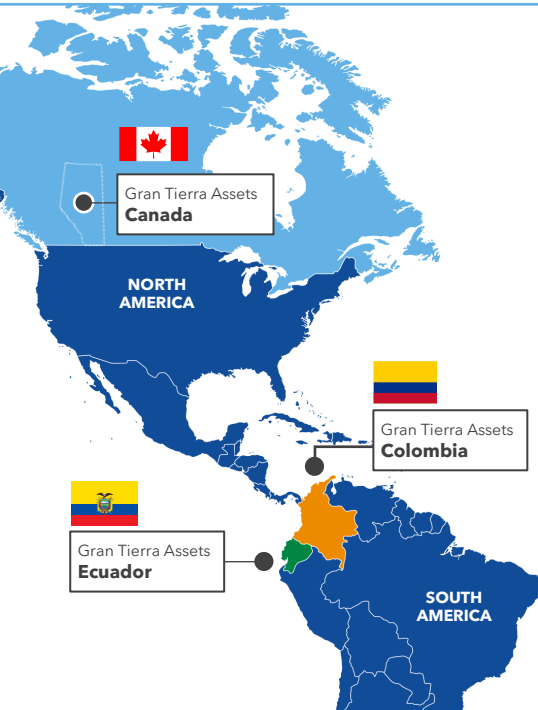 Gran Tierra Assets
Canada
NORTH
AMERICA
Gran Tierra Assets
Colombia
Gran Tierra Assets
Ecuador
SOUTH
AMERICA